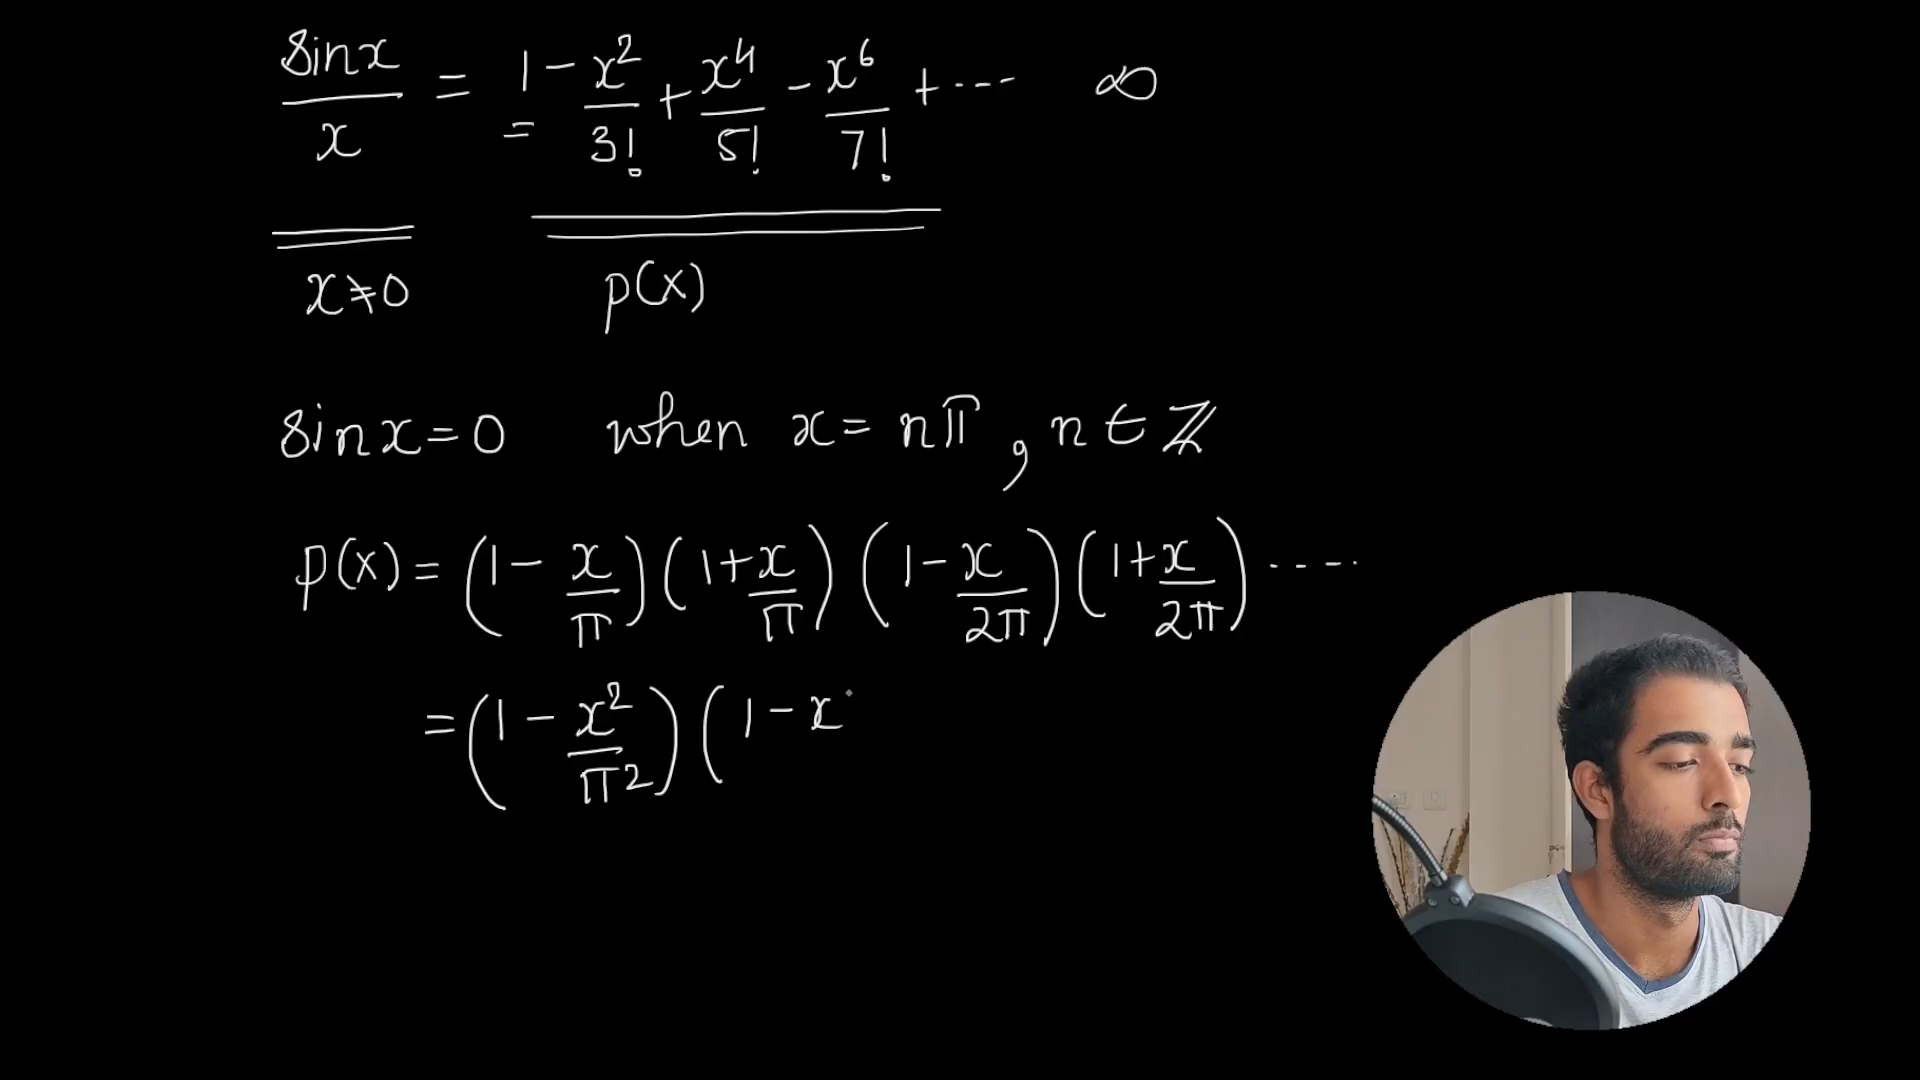 sinx/x = 1 - x²/3! + x⁴/5! - x⁶/7! + --- ∞
=
x≠0 p(x)
sinx=0 when x= nπ, n∈ℤ
p(x) = (1 - x/π)(1+x/π)(1-x/2π)(1+x/2π)-----
=(1 - x²/π²)(1-x